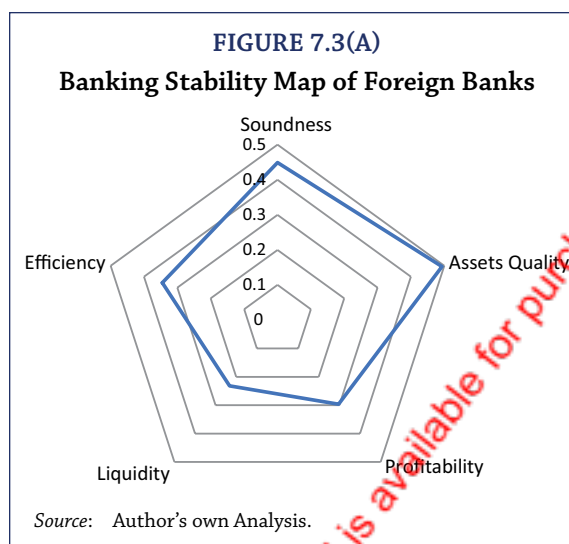 FIGURE 7.3(A)
Banking Stability Map of Foreign Banks
Soundness
0.5
0.4
0.3
0.2
0.1
0
Efficiency
Assets Quality
Liquidity
Profitability
Source: Author's own Analysis.
is available for